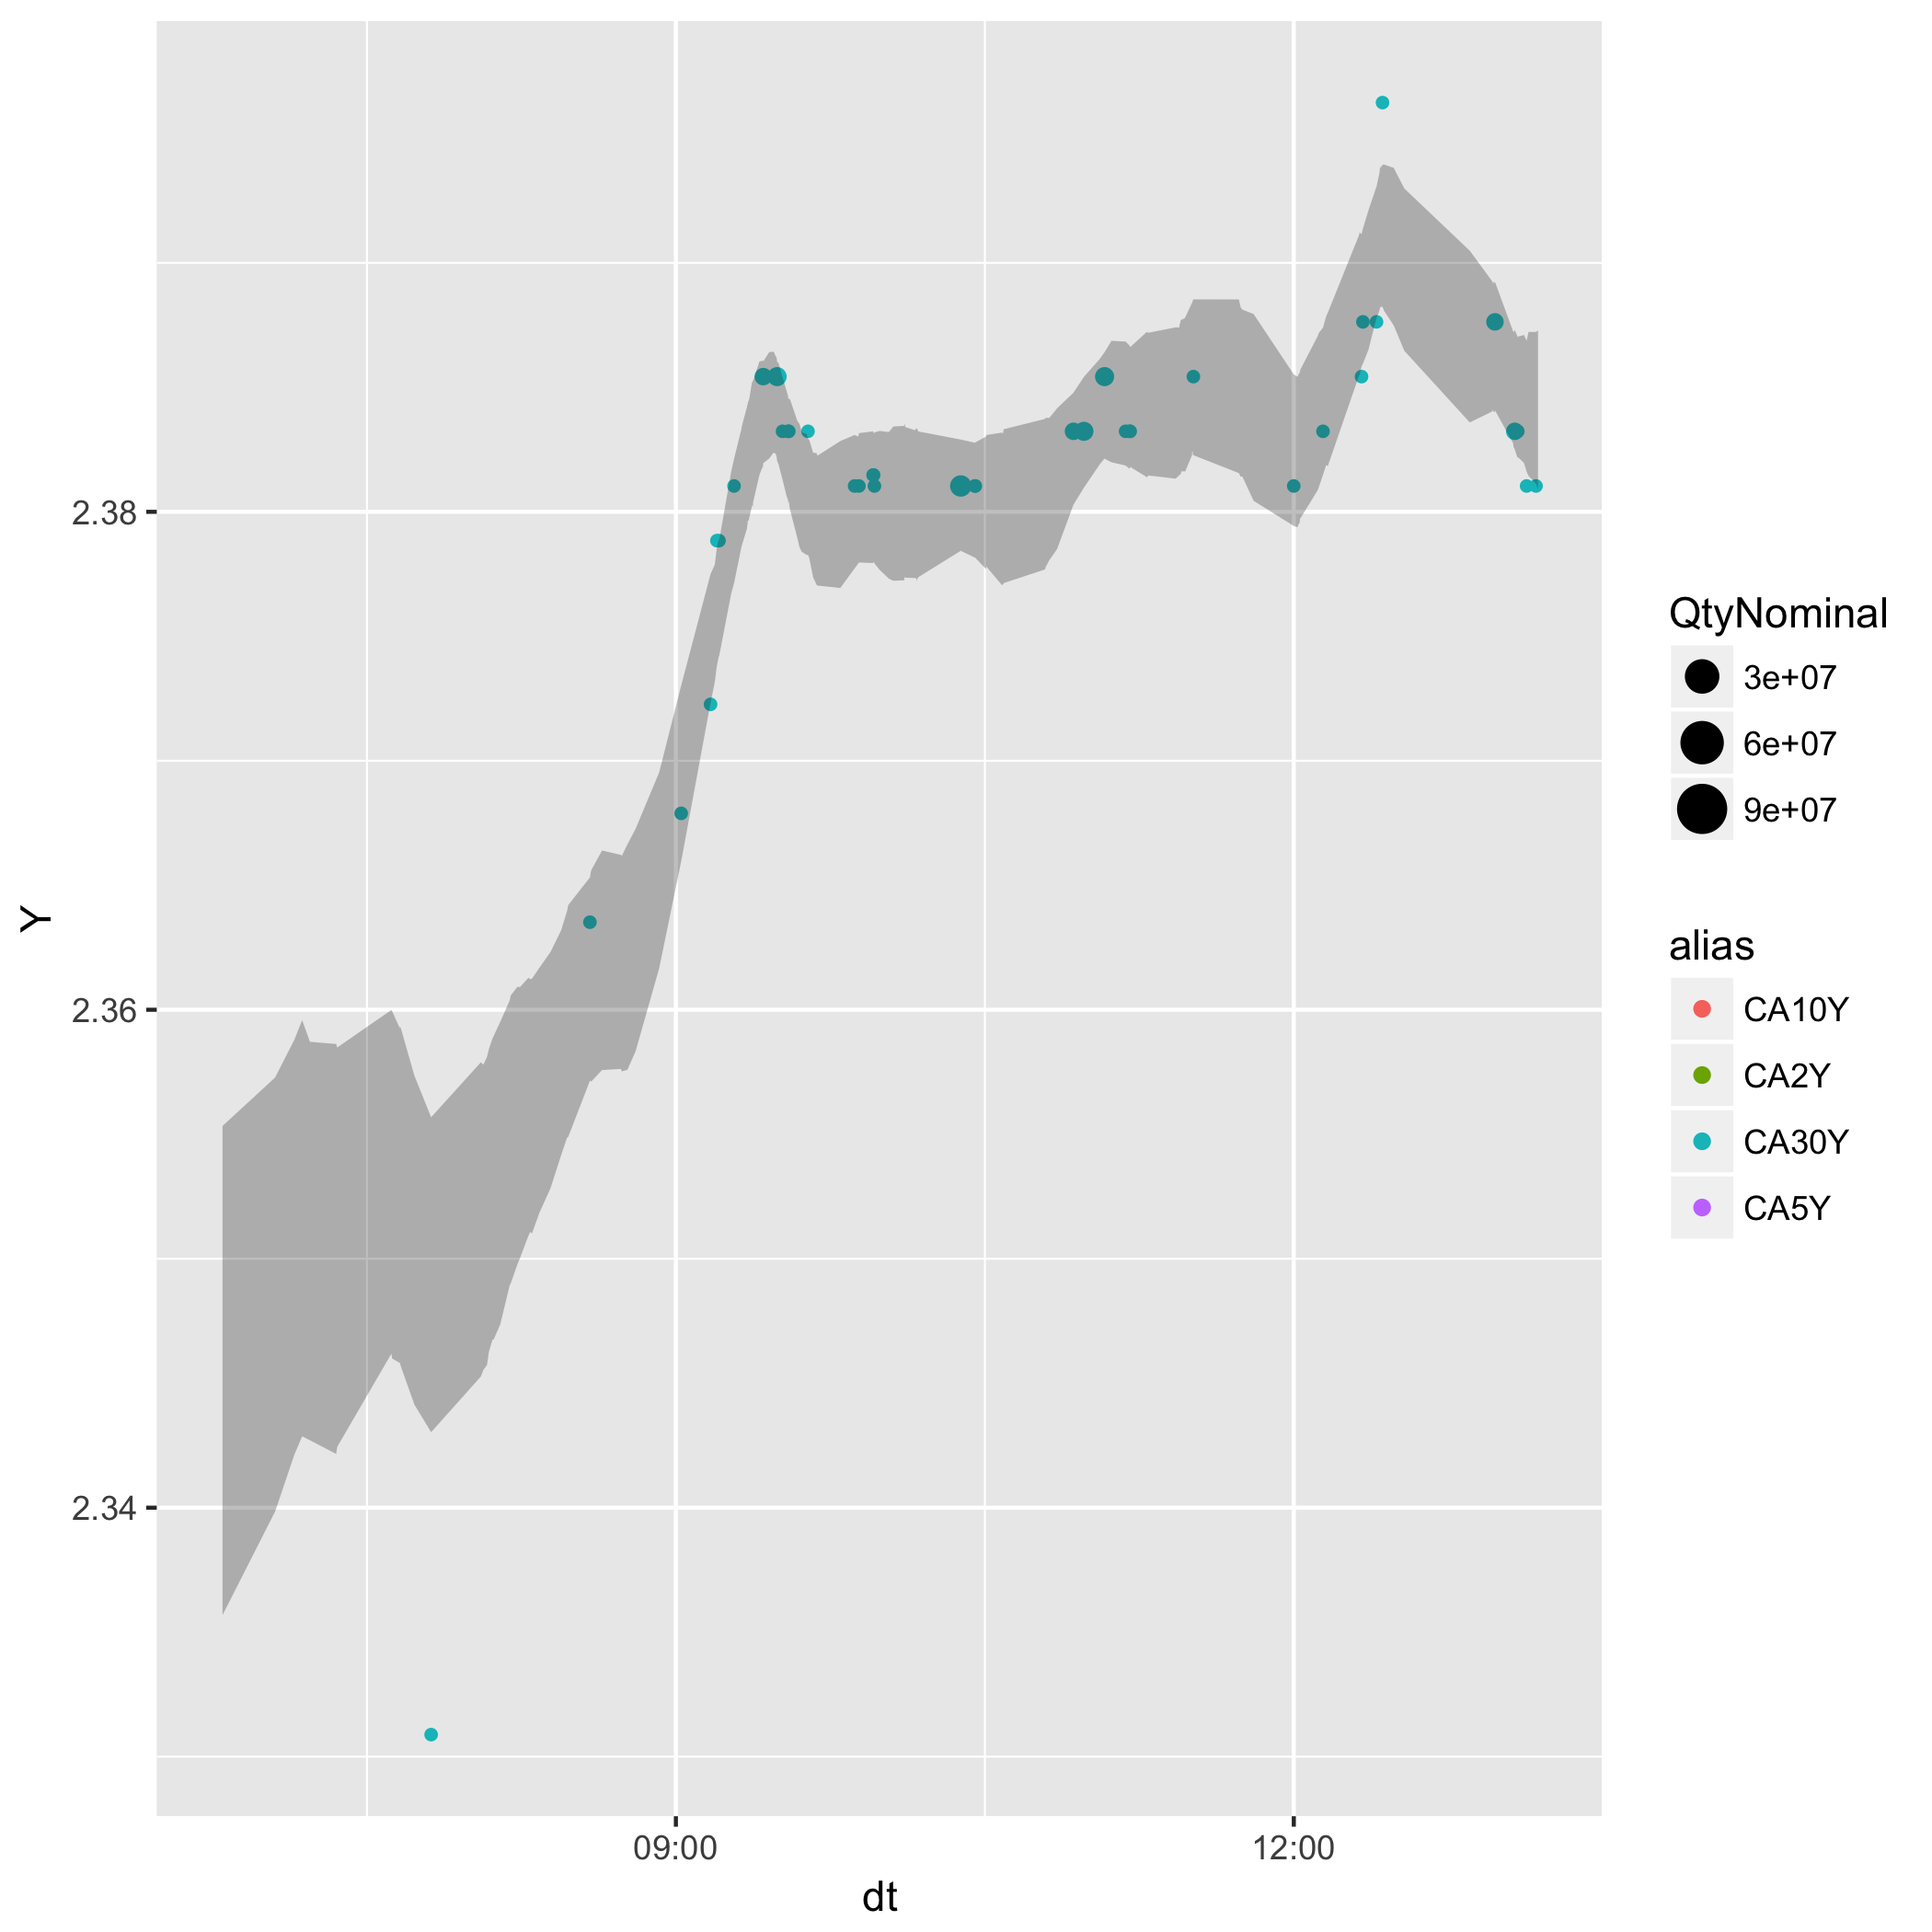 Y
2.38
2.36
2.34
09:00
12:00
dt
QtyNominal
3e+07
6e+07
9e+07
alias
CA10Y
CA2Y
CA30Y
CA5Y